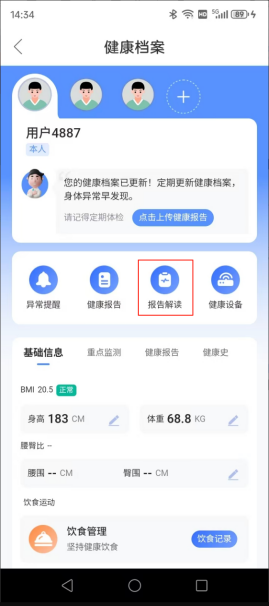 14:34
HD 5G 89
健康档案
用户4887
本人
您的健康档案已更新！定期更新健康档案，
身体异常早发现。
请记得定期体检 点击上传健康报告
异常提醒 健康报告 报告解读 健康设备
基础信息 重点监测 健康报告 健康史
BMI 20.5 正常
身高 183 CM 体重 68.8 KG
腰臀比 --
腰围 -- CM 臀围 -- CM
饮食运动
饮食管理
坚持健康饮食
饮食记录